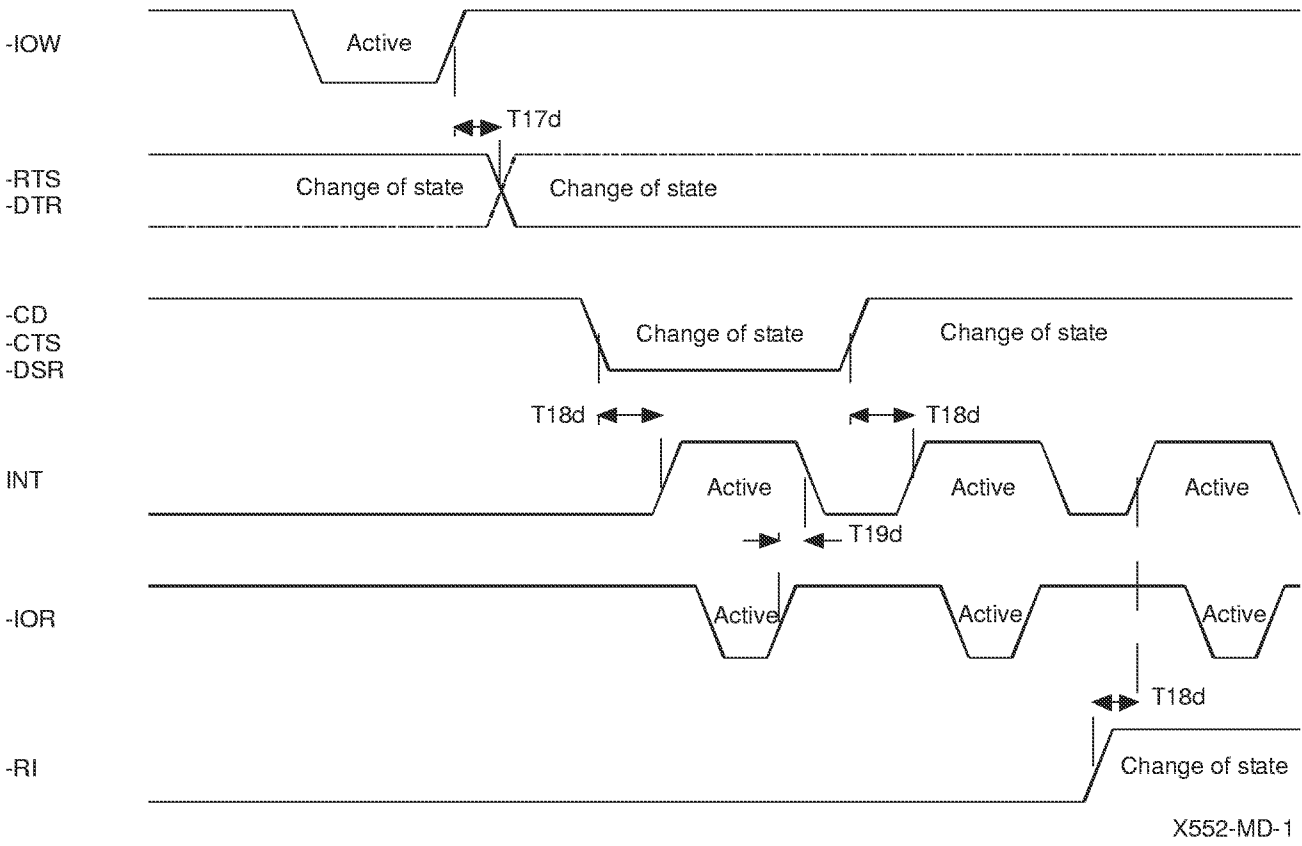 -IOW
Active
T17d
-RTS
-DTR
Change of state
Change of state
-CD
-CTS
-DSR
Change of state
Change of state
T18d
T18d
INT
Active
Active
Active
T19d
-IOR
Active
Active
Active
T18d
-RI
Change of state
X552-MD-1